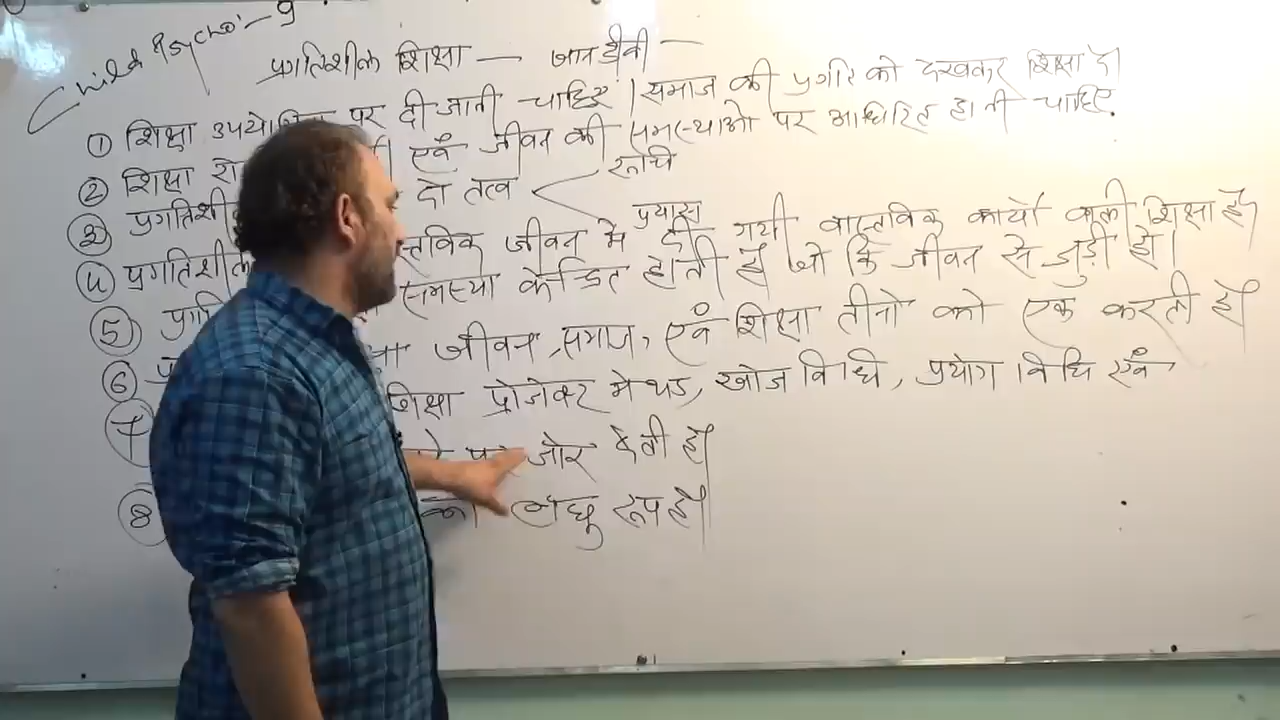 Child Psycho - 9
प्रगतिशील शिक्षा — जान डीवी —
① शिक्षा पर दी जानी चाहिए । समाज की प्रगति को देखकर शिक्षा दे।
② शिक्षा एवं जीवन की समस्याओं पर आधारित होनी चाहिए.
③ दो तत्व रूचि
प्रयास
④ प्रगतिशील जीवन मे दी गयी वास्तविक कार्यो वाली शिक्षा है
⑤ समस्या केन्द्रित होती है जो कि जीवन से जुड़ी हो।
⑥ जीवन, समाज, एवं शिक्षा तीनो को एक करती है।
⑦ शिक्षा प्रोजेक्ट मेथड, खोज विधि, प्रयोग विधि एवं
पर जोर देती है।
⑧ का लघु रूप है।